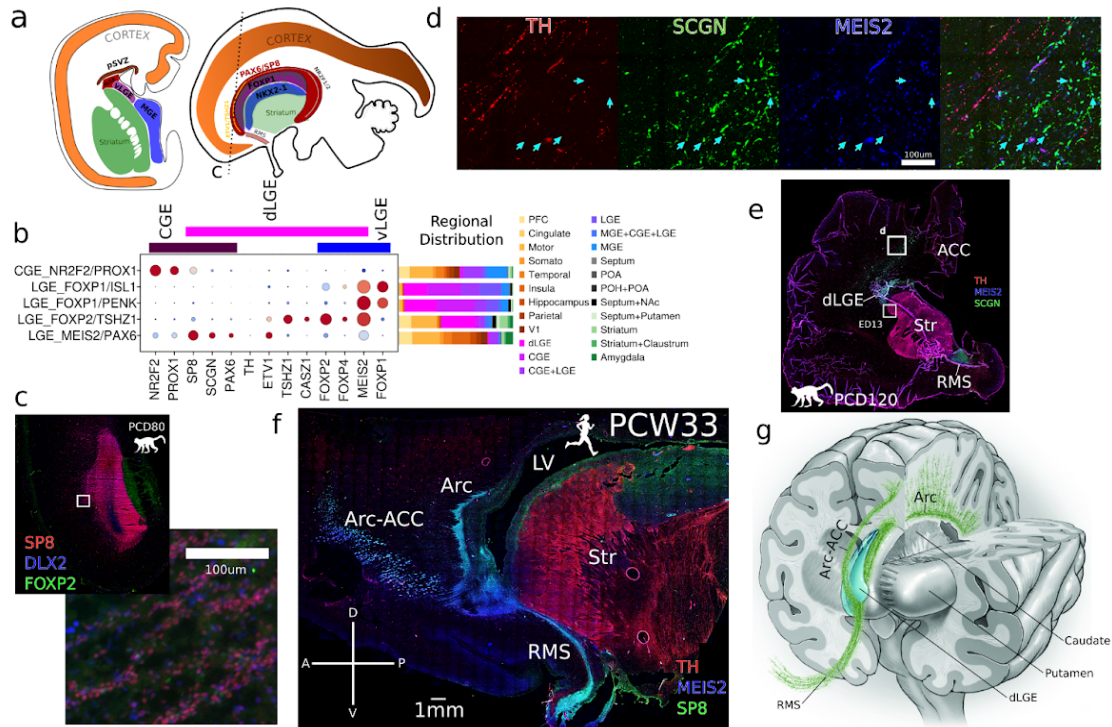 a
CORTEX
pSVZ
vLGE
MGE
Striatum
CORTEX
PAX6/SP8
FOXP1
NKX2-1
NR2F1/2
Striatum
RMS
C
b
CGE
dLGE
vLGE
CGE_NR2F2/PROX1
LGE_FOXP1/ISL1
LGE_FOXP1/PENK
LGE_FOXP2/TSHZ1
LGE_MEIS2/PAX6
NR2F2
PROX1
SP8
SCGN
PAX6
TH
ETV1
TSHZ1
CASZ1
FOXP2
FOXP4
MEIS2
FOXP1
Regional
Distribution
PFC
Cingulate
Motor
Somato
Temporal
Insula
Hippocampus
Parietal
V1
dLGE
CGE
CGE+LGE
LGE
MGE+CGE+LGE
MGE
Septum
POA
POH+POA
Septum+NAc
Septum+Putamen
Striatum
Striatum+Claustrum
Amygdala
c
PCD80
SP8
DLX2
FOXP2
100um
d
TH
SCGN
MEIS2
100um
e
d
ACC
TH
MEIS2
SCGN
dLGE
ED13
Str
RMS
PCD120
f
PCW33
LV
Arc
Arc-ACC
Str
D
A
P
V
RMS
1mm
TH
MEIS2
SP8
g
Arc
Arc-ACC
Caudate
Putamen
dLGE
RMS